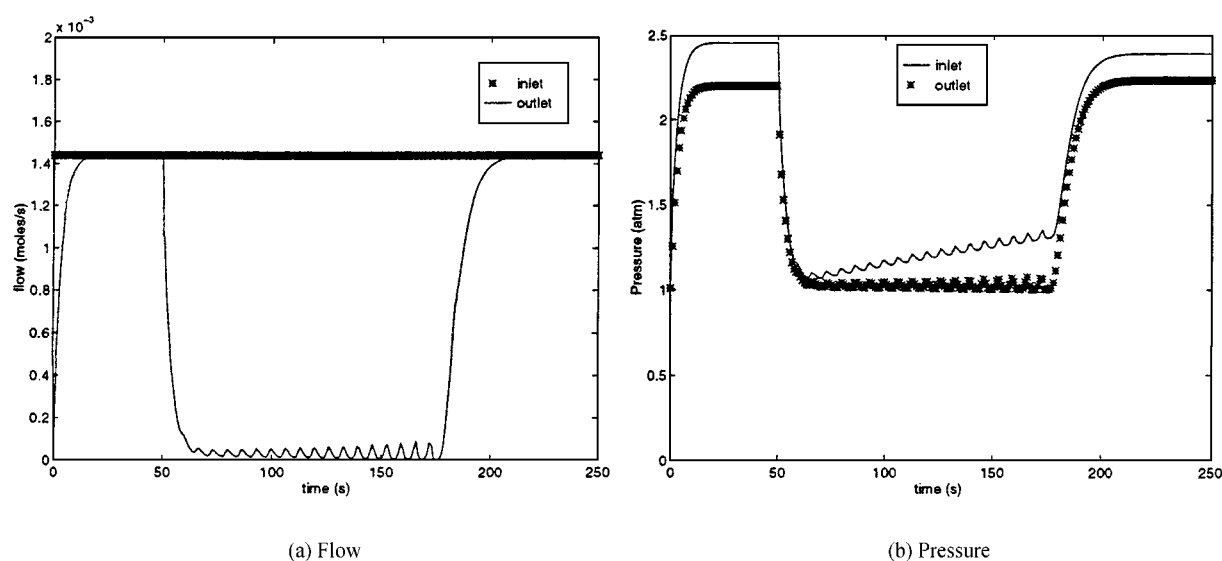 x 10⁻³
2
1.8
1.6
1.4
1.2
1
0.8
0.6
0.4
0.2
0
flow (moles/s)
inlet
outlet
0 50 100 150 200 250
time (s)
(a) Flow
2.5
2
1.5
1
0.5
0
Pressure (atm)
inlet
outlet
0 50 100 150 200 250
time (s)
(b) Pressure